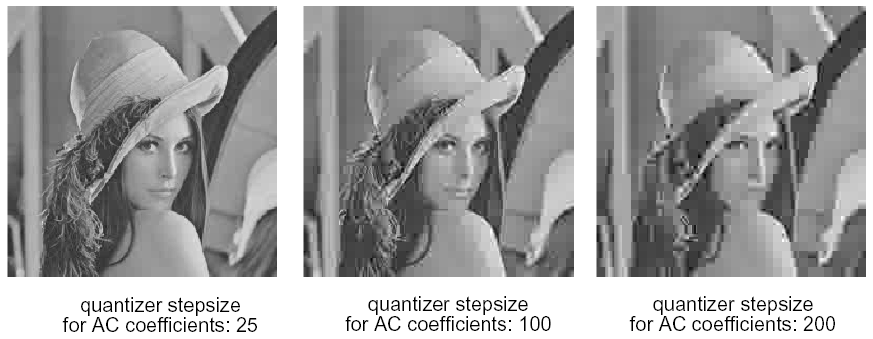 quantizer stepsize
for AC coefficients: 25
quantizer stepsize
for AC coefficients: 100
quantizer stepsize
for AC coefficients: 200